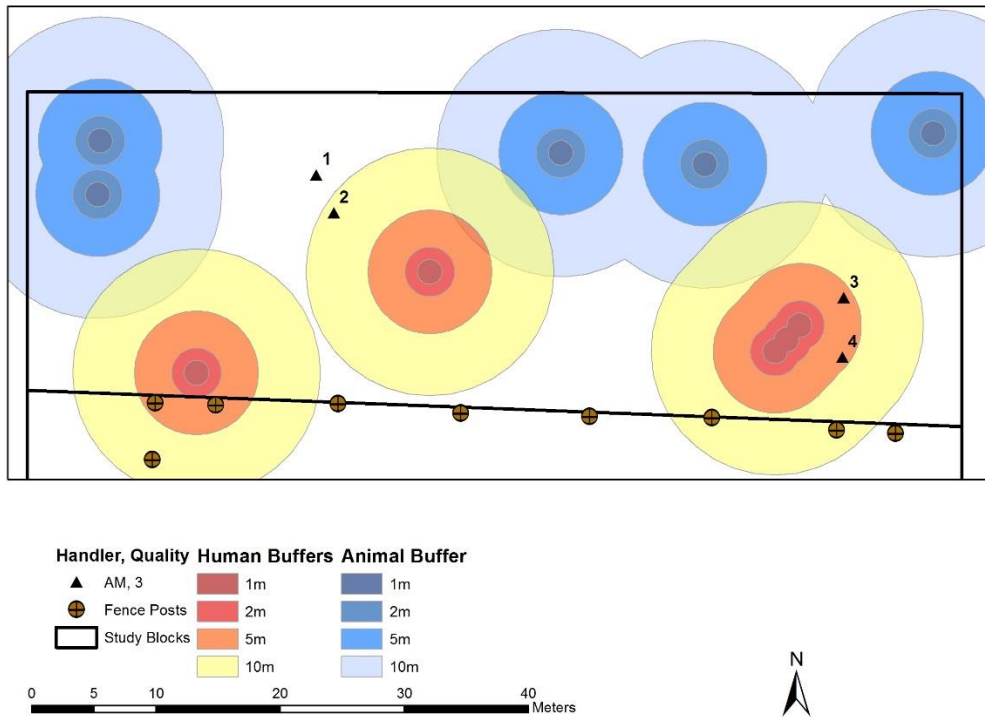 1
2
3
4
Handler, Quality Human Buffers Animal Buffer
AM, 3 1m 1m
Fence Posts 2m 2m
Study Blocks 5m 5m
10m 10m
N
0 5 10 20 30 40
Meters